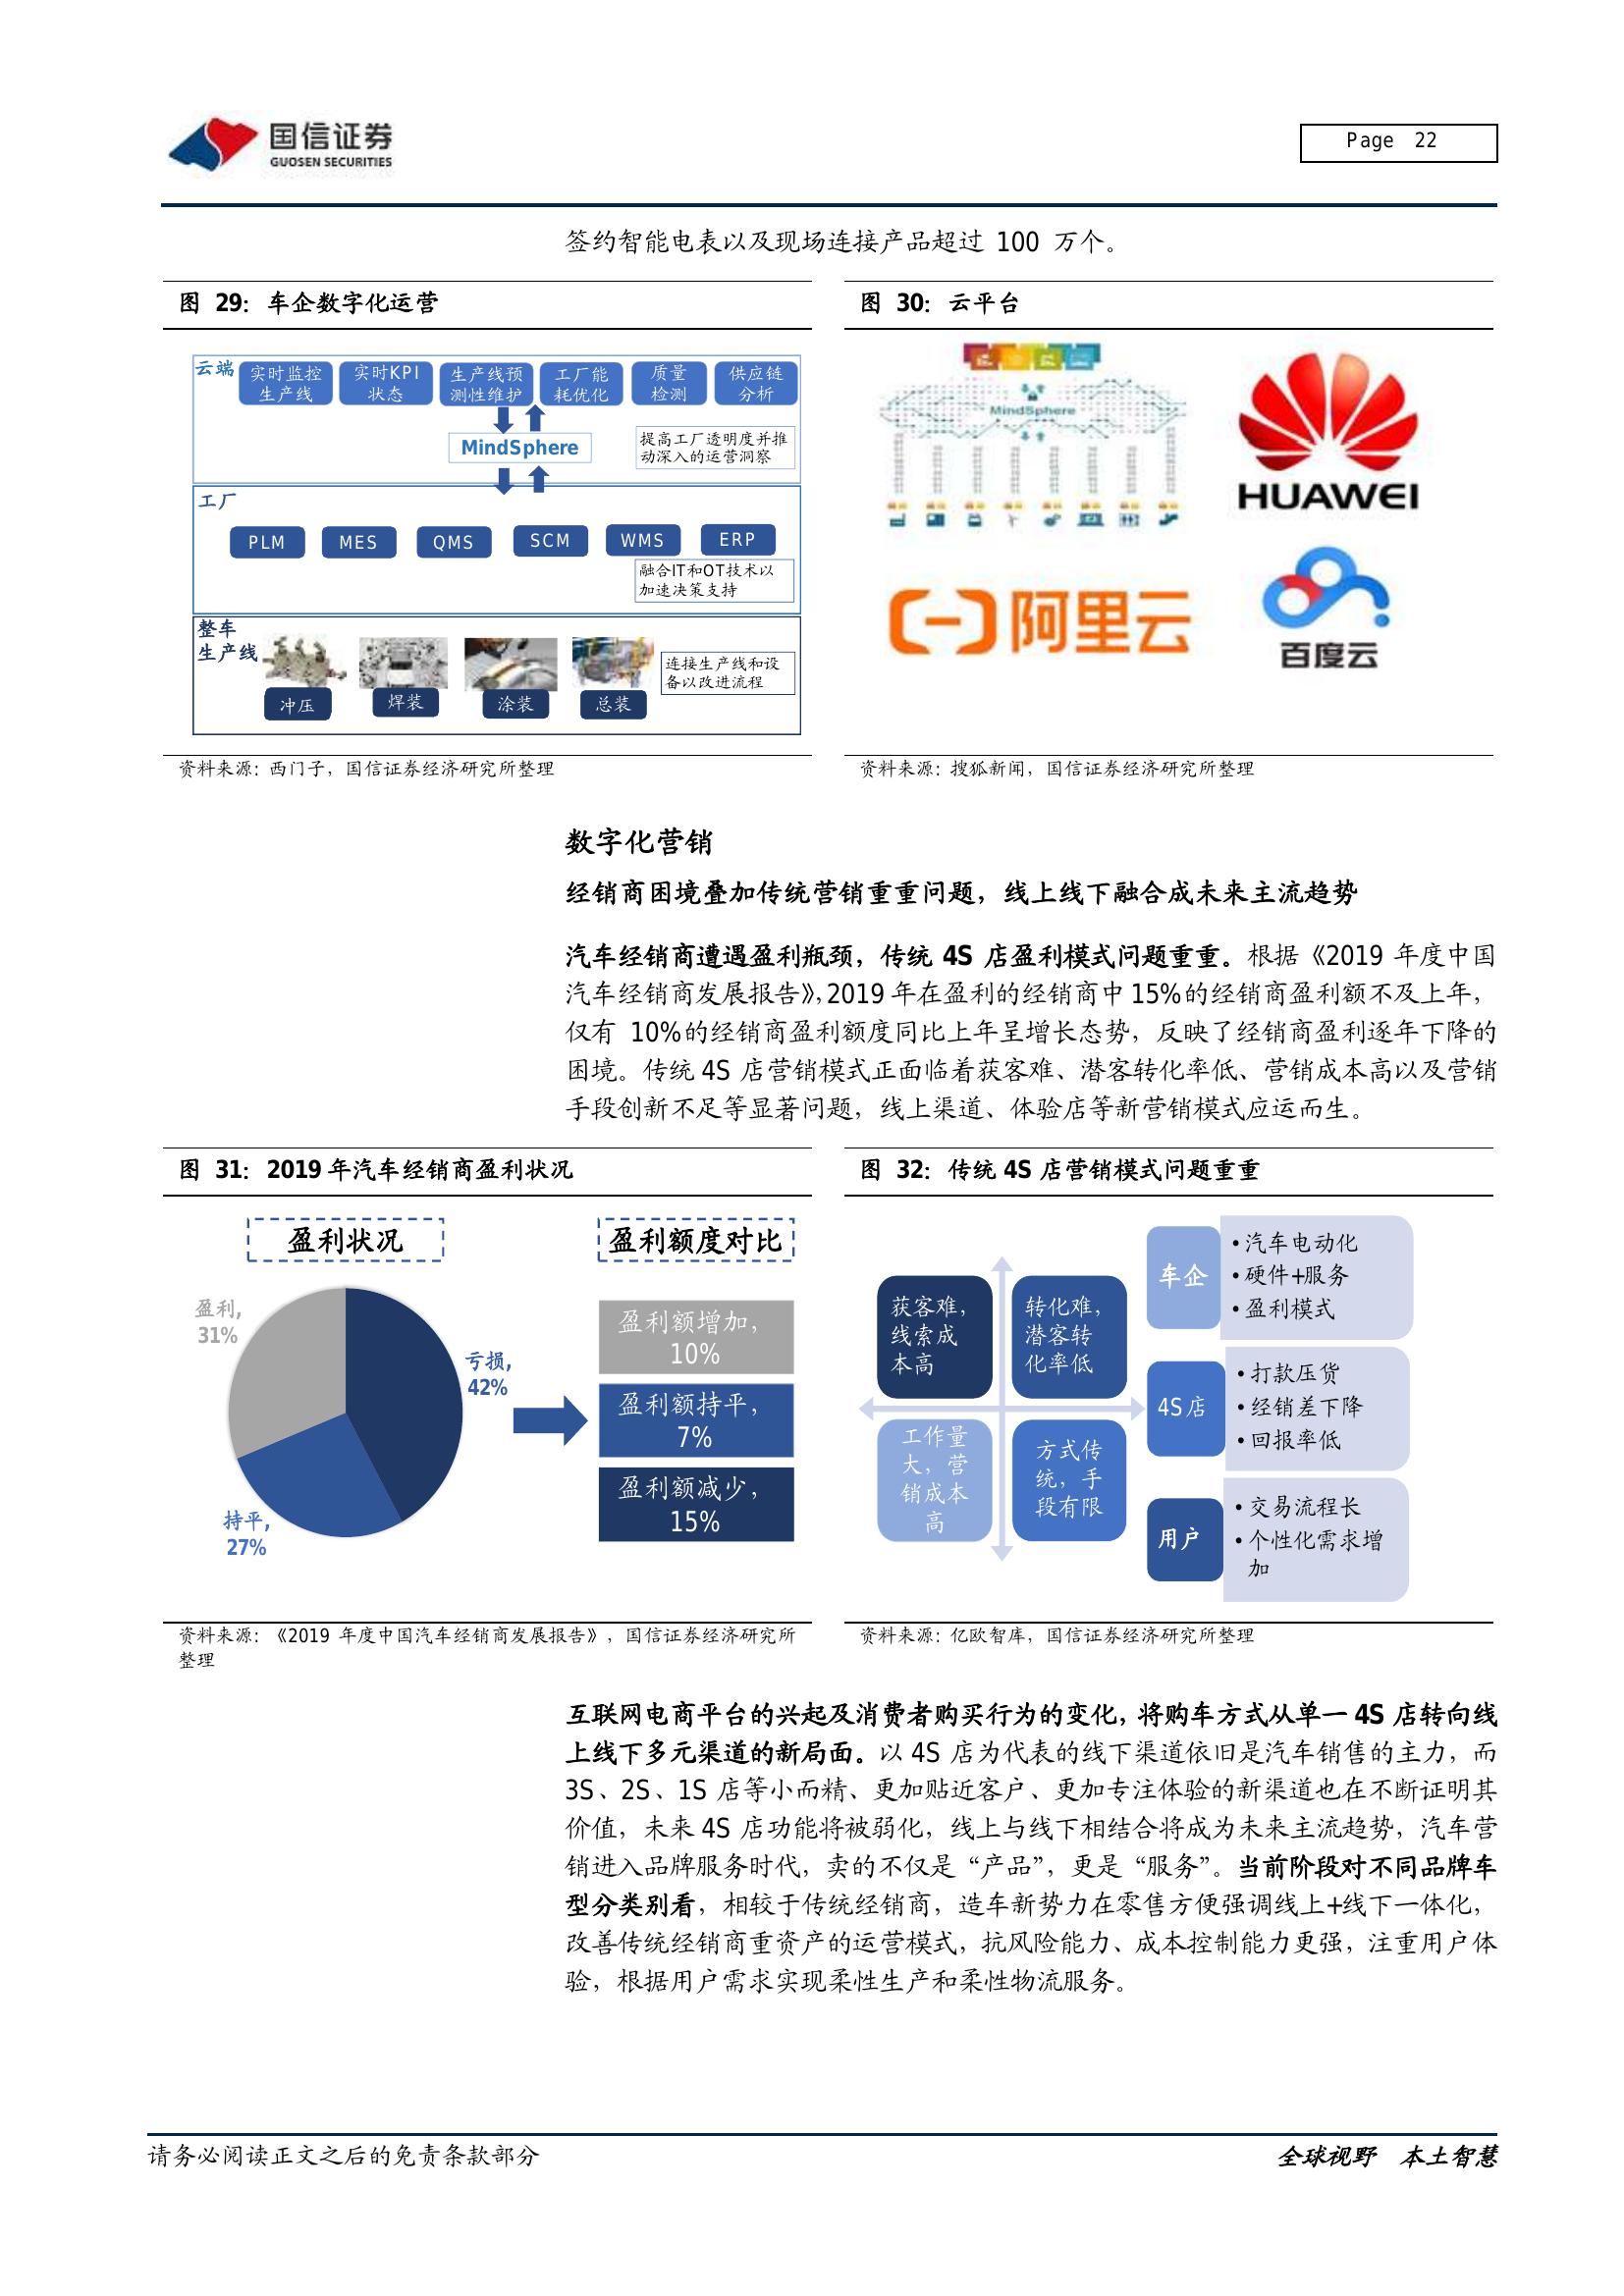 国信证券
GUOSEN SECURITIES
Page 22
签约智能电表以及现场连接产品超过 100 万个。
图 29：车企数字化运营
云端
实时监控
生产线
实时KPI
状态
生产线预
测性维护
工厂能
耗优化
质量
检测
供应链
分析
MindSphere
提高工厂透明度并推
动深入的运营洞察
工厂
PLM
MES
QMS
SCM
WMS
ERP
融合IT和OT技术以
加速决策支持
整车
生产线
冲压
焊装
涂装
总装
连接生产线和设
备以改进流程
资料来源：西门子，国信证券经济研究所整理
图 30：云平台
MindSphere
HUAWEI
阿里云
百度云
资料来源：搜狐新闻，国信证券经济研究所整理
数字化营销
经销商困境叠加传统营销重重问题，线上线下融合成未来主流趋势
汽车经销商遭遇盈利瓶颈，传统 4S 店盈利模式问题重重。根据《2019 年度中国
汽车经销商发展报告》，2019 年在盈利的经销商中 15%的经销商盈利额不及上年，
仅有 10%的经销商盈利额度同比上年呈增长态势，反映了经销商盈利逐年下降的
困境。传统 4S 店营销模式正面临着获客难、潜客转化率低、营销成本高以及营销
手段创新不足等显著问题，线上渠道、体验店等新营销模式应运而生。
图 31：2019 年汽车经销商盈利状况
盈利状况
盈利，
31%
亏损，
42%
持平，
27%
盈利额度对比
盈利额增加，
10%
盈利额持平，
7%
盈利额减少，
15%
资料来源：《2019 年度中国汽车经销商发展报告》，国信证券经济研究所
整理
图 32：传统 4S 店营销模式问题重重
获客难，
线索成
本高
转化难，
潜客转
化率低
工作量
大，营
销成本
高
方式传
统，手
段有限
车企
•汽车电动化
•硬件+服务
•盈利模式
4S店
•打款压货
•经销差下降
•回报率低
用户
•交易流程长
•个性化需求增
加
资料来源：亿欧智库，国信证券经济研究所整理
互联网电商平台的兴起及消费者购买行为的变化，将购车方式从单一 4S 店转向线
上线下多元渠道的新局面。以 4S 店为代表的线下渠道依旧是汽车销售的主力，而
3S、2S、1S 店等小而精、更加贴近客户、更加专注体验的新渠道也在不断证明其
价值，未来 4S 店功能将被弱化，线上与线下相结合将成为未来主流趋势，汽车营
销进入品牌服务时代，卖的不仅是“产品”，更是“服务”。当前阶段对不同品牌车
型分类别看，相较于传统经销商，造车新势力在零售方便强调线上+线下一体化，
改善传统经销商重资产的运营模式，抗风险能力、成本控制能力更强，注重用户体
验，根据用户需求实现柔性生产和柔性物流服务。
请务必阅读正文之后的免责条款部分
全球视野 本土智慧